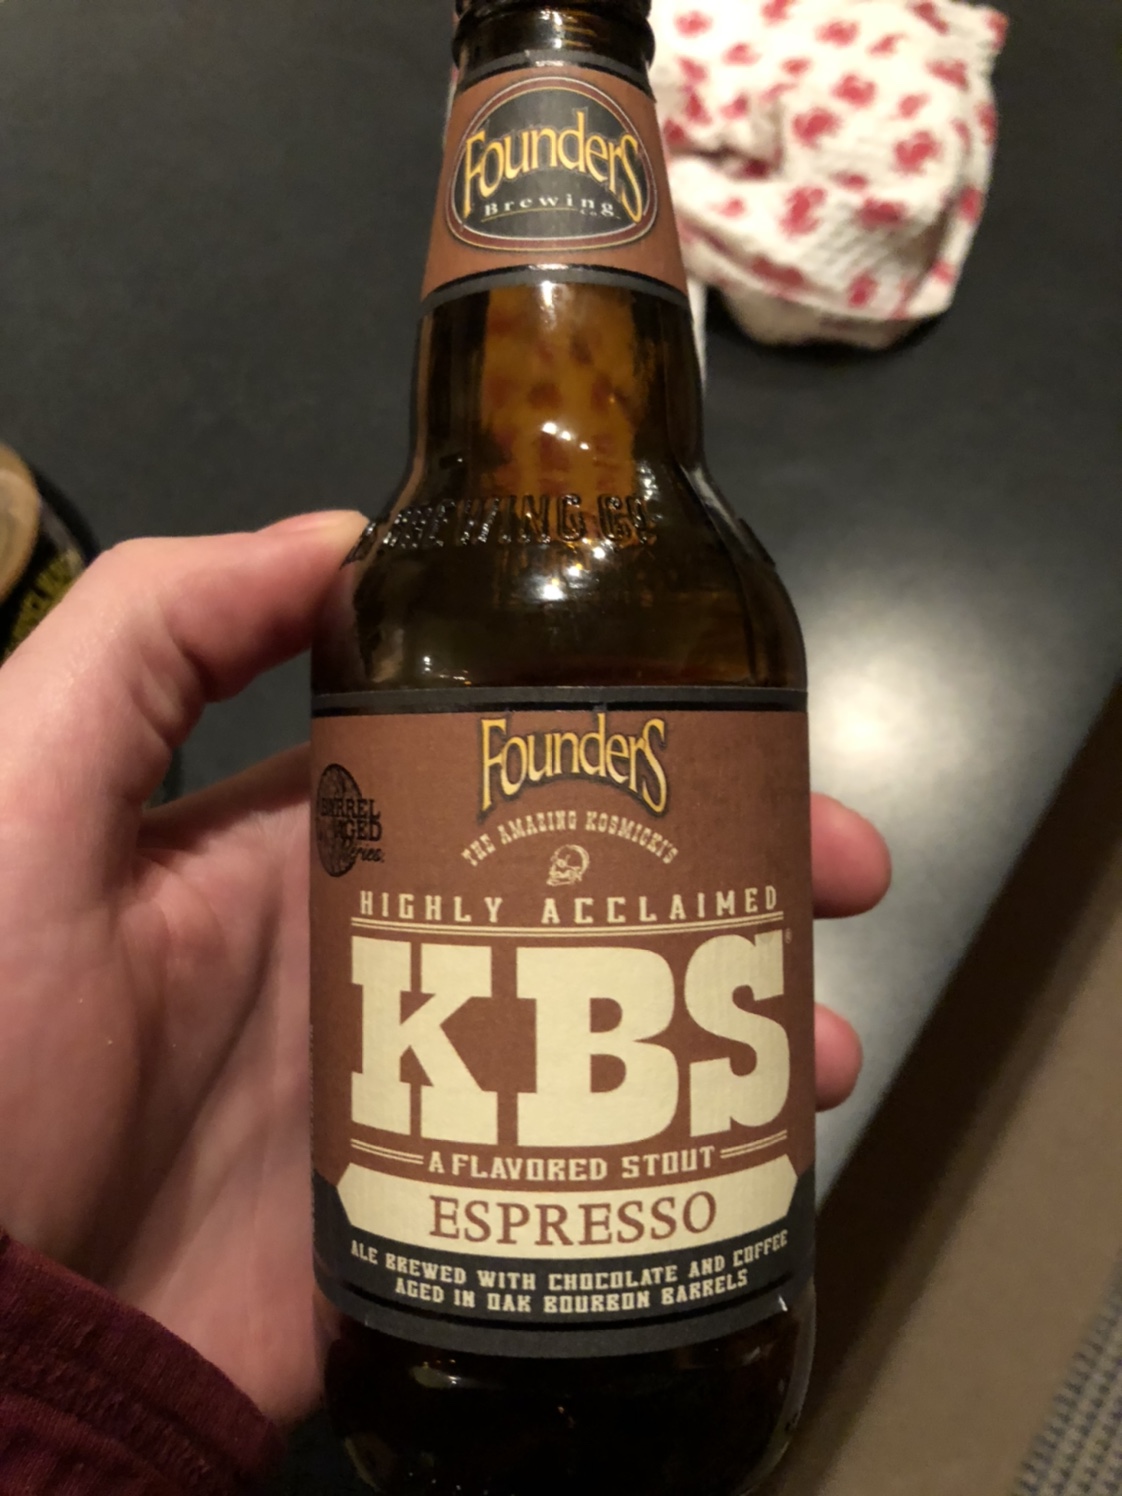 Founders
Brewing
BREWING CO
Founders
BARREL
AGED
Series
THE AMAZING KOSMICKI'S
HIGHLY ACCLAIMED
KBS®
A FLAVORED STOUT
ESPRESSO
ALE BREWED WITH CHOCOLATE AND COFFEE
AGED IN OAK BOURBON BARRELS